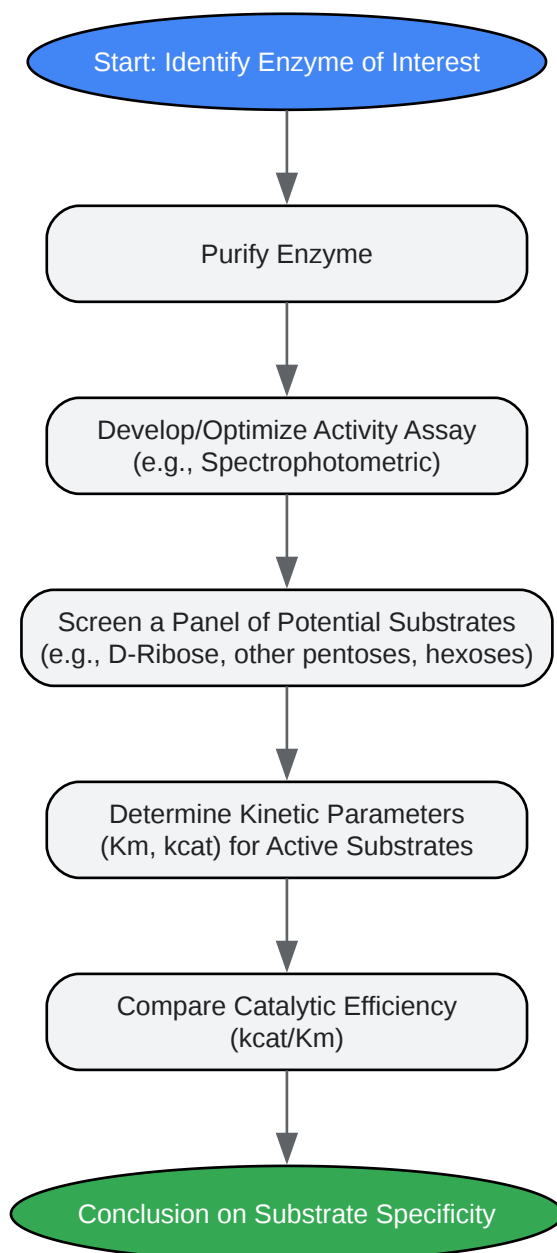 Start: Identify Enzyme of Interest
Purify Enzyme
Develop/Optimize Activity Assay
(e.g., Spectrophotometric)
Screen a Panel of Potential Substrates
(e.g., D-Ribose, other pentoses, hexoses)
Determine Kinetic Parameters
(Km, kcat) for Active Substrates
Compare Catalytic Efficiency
(kcat/Km)
Conclusion on Substrate Specificity